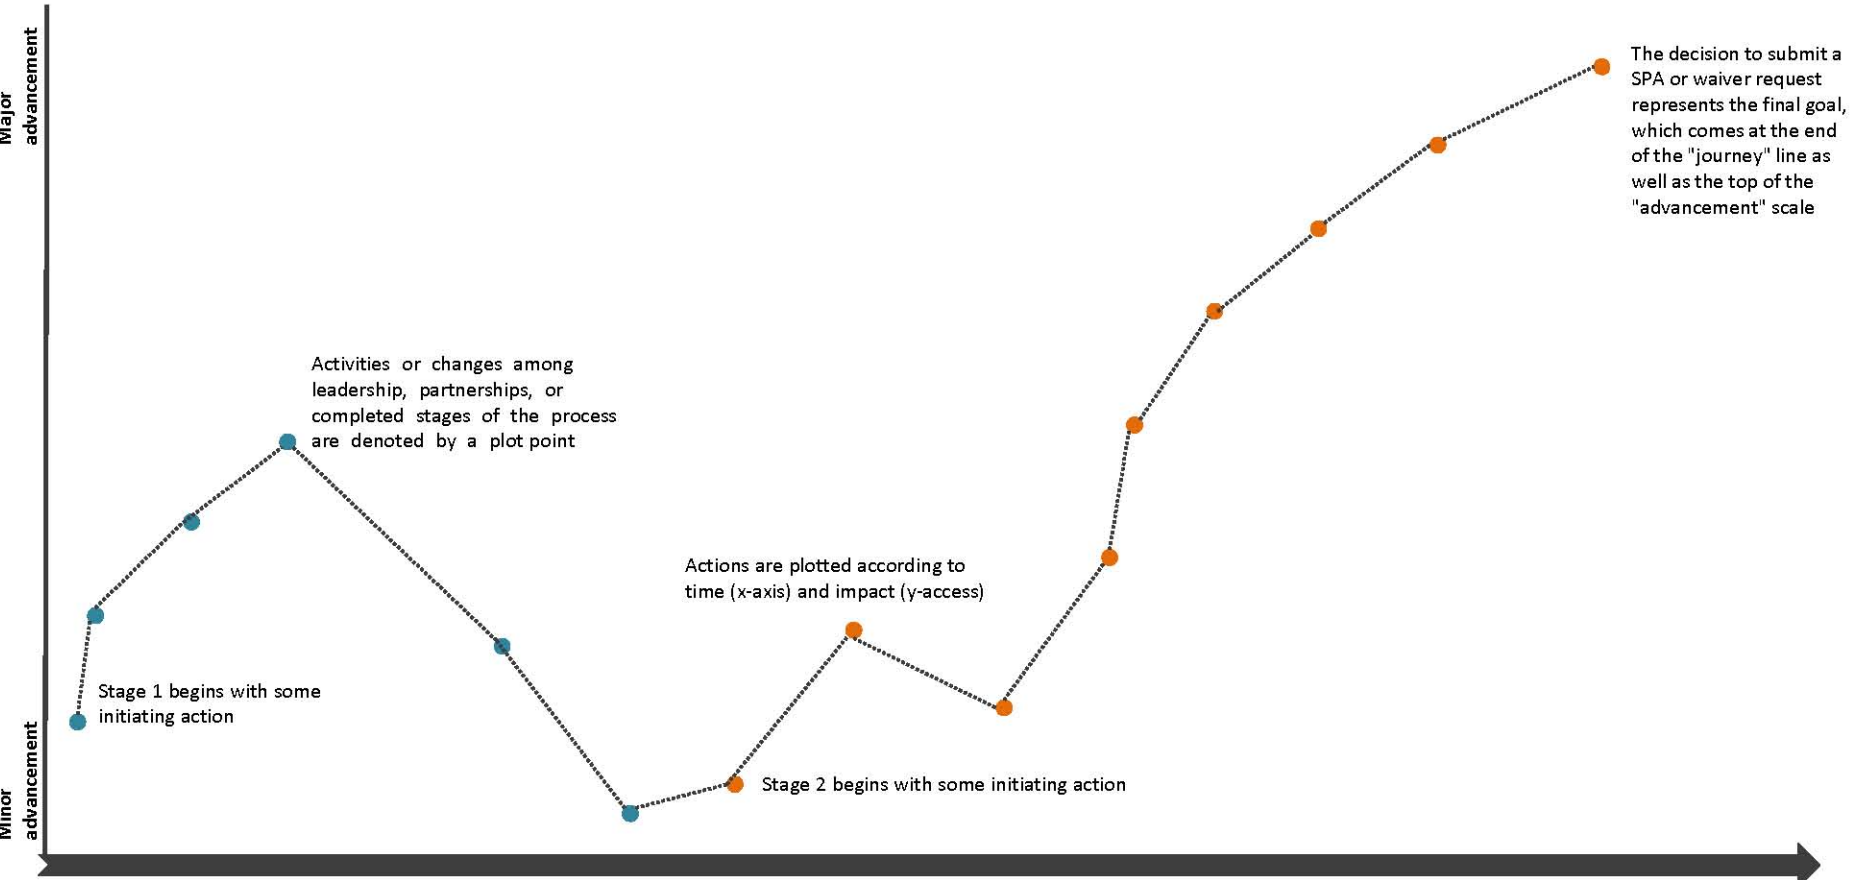 Major
advancement
The decision to submit a
SPA or waiver request
represents the final goal,
which comes at the end
of the "journey" line as
well as the top of the
"advancement" scale
Activities or changes among
leadership, partnerships, or
completed stages of the process
are denoted by a plot point
Actions are plotted according to
time (x-axis) and impact (y-access)
Stage 1 begins with some
initiating action
Stage 2 begins with some initiating action
Minor
advancement